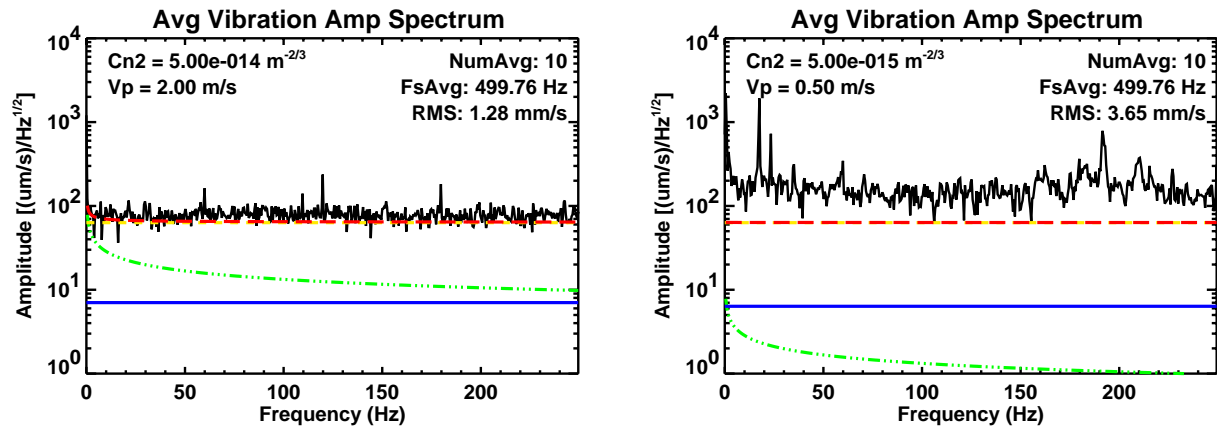 Avg Vibration Amp Spectrum
Cn2 = 5.00e-014 m^-2/3
NumAvg: 10
Vp = 2.00 m/s
FsAvg: 499.76 Hz
RMS: 1.28 mm/s
Amplitude [(um/s)/Hz^1/2]
10^4
10^3
10^2
10^1
10^0
0
50
100
150
200
Frequency (Hz)
Avg Vibration Amp Spectrum
Cn2 = 5.00e-015 m^-2/3
NumAvg: 10
Vp = 0.50 m/s
FsAvg: 499.76 Hz
RMS: 3.65 mm/s
Amplitude [(um/s)/Hz^1/2]
10^4
10^3
10^2
10^1
10^0
0
50
100
150
200
Frequency (Hz)